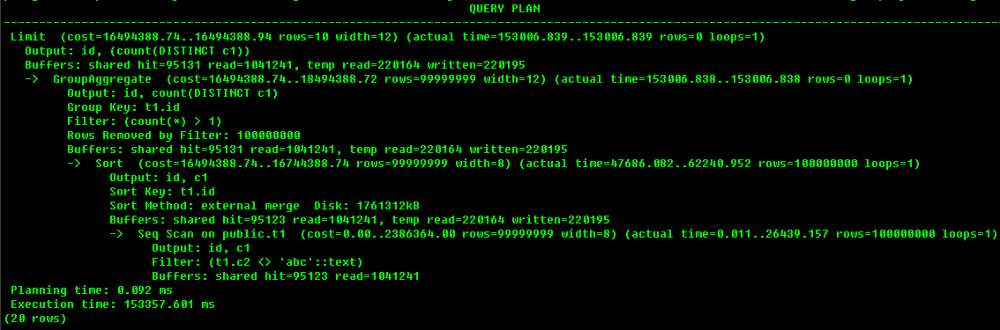 QUERY PLAN
--------------------------------------------------------------------------------------------------------------------------------------------
 Limit  (cost=16494388.74..16494388.94 rows=10 width=12) (actual time=153006.839..153006.839 rows=0 loops=1)
   Output: id, (count(DISTINCT c1))
   Buffers: shared hit=95131 read=1041241, temp read=220164 written=220195
   ->  GroupAggregate  (cost=16494388.74..18494388.72 rows=99999999 width=12) (actual time=153006.838..153006.838 rows=0 loops=1)
         Output: id, count(DISTINCT c1)
         Group Key: t1.id
         Filter: (count(*) > 1)
         Rows Removed by Filter: 100000000
         Buffers: shared hit=95131 read=1041241, temp read=220164 written=220195
         ->  Sort  (cost=16494388.74..16744388.74 rows=99999999 width=8) (actual time=47686.082..62240.952 rows=100000000 loops=1)
               Output: id, c1
               Sort Key: t1.id
               Sort Method: external merge  Disk: 1761312kB
               Buffers: shared hit=95123 read=1041241, temp read=220164 written=220195
               ->  Seq Scan on public.t1  (cost=0.00..2386364.00 rows=99999999 width=8) (actual time=0.011..26439.157 rows=100000000 loops=1)
                     Output: id, c1
                     Filter: (t1.c2 <> 'abc'::text)
                     Buffers: shared hit=95123 read=1041241
 Planning time: 0.092 ms
 Execution time: 153357.601 ms
(20 rows)